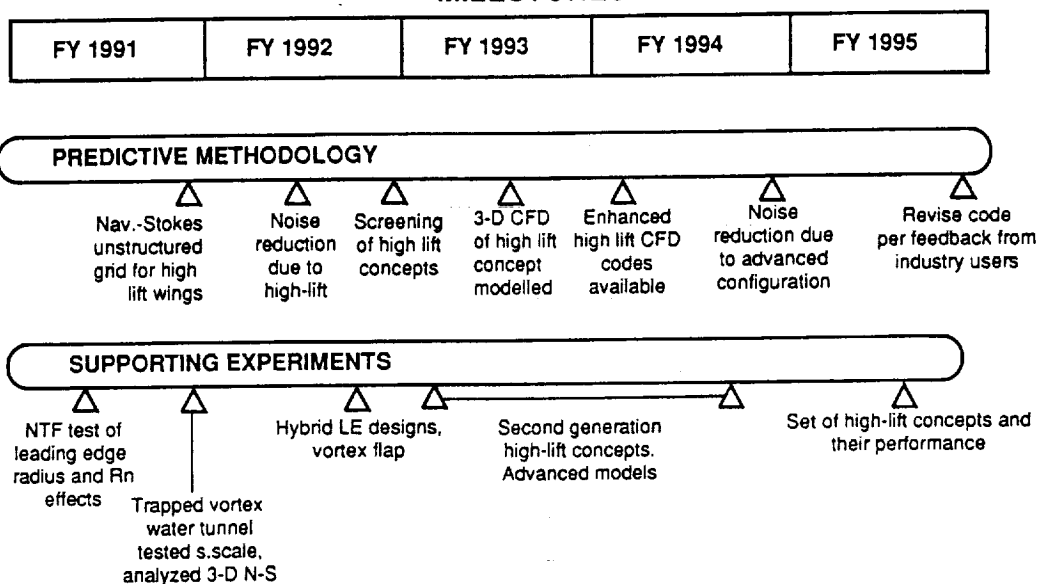 FY 1991
FY 1992
FY 1993
FY 1994
FY 1995
PREDICTIVE METHODOLOGY
Nav.-Stokes
unstructured
grid for high
lift wings
Noise
reduction
due to
high-lift
Screening
of high lift
concepts
3-D CFD
of high lift
concept
modelled
Enhanced
high lift CFD
codes
available
Noise
reduction due
to advanced
configuration
Revise code
per feedback from
industry users
SUPPORTING EXPERIMENTS
NTF test of
leading edge
radius and Rn
effects
Trapped vortex
water tunnel
tested s.scale,
analyzed 3-D N-S
Hybrid LE designs,
vortex flap
Second generation
high-lift concepts.
Advanced models
Set of high-lift concepts and
their performance